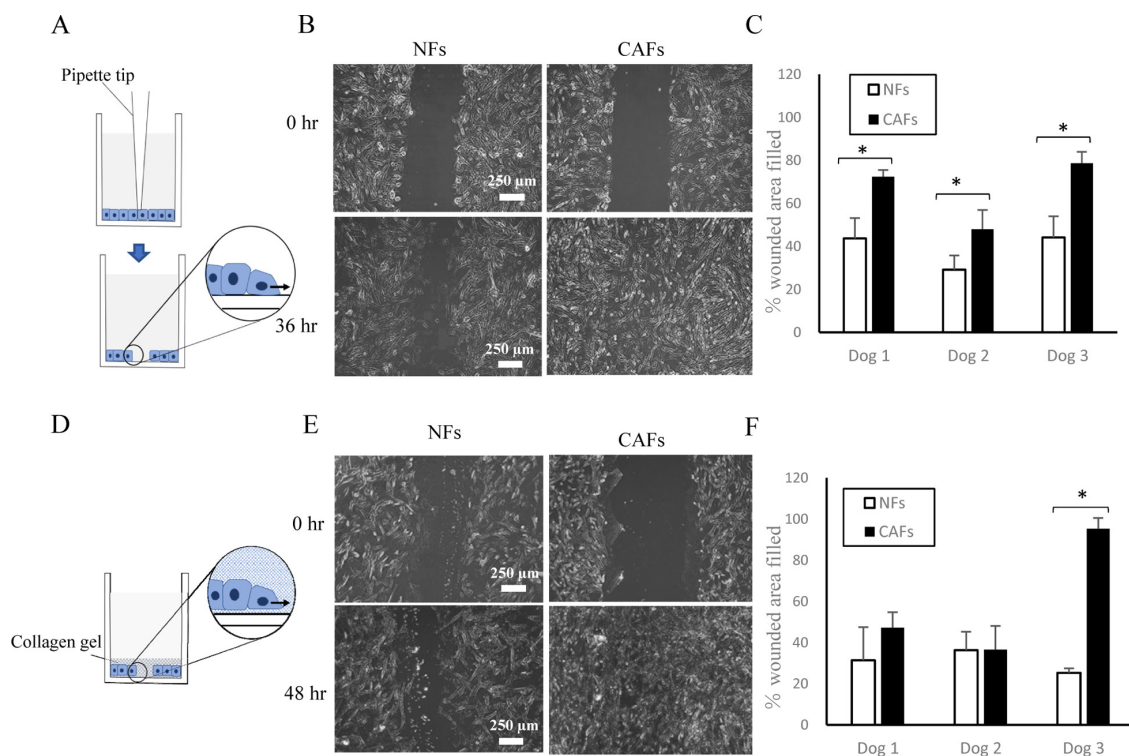 A
Pipette tip
36 hr
B
NFs
CAFs
0 hr
250 µm
250 µm
C
120
100
80
60
40
20
0
% wounded area filled
NFs
CAFs
*
*
*
Dog 1
Dog 2
Dog 3
D
Collagen gel
E
NFs
CAFs
0 hr
48 hr
250 µm
250 µm
F
120
100
80
60
40
20
0
% wounded area filled
NFs
CAFs
*
Dog 1
Dog 2
Dog 3